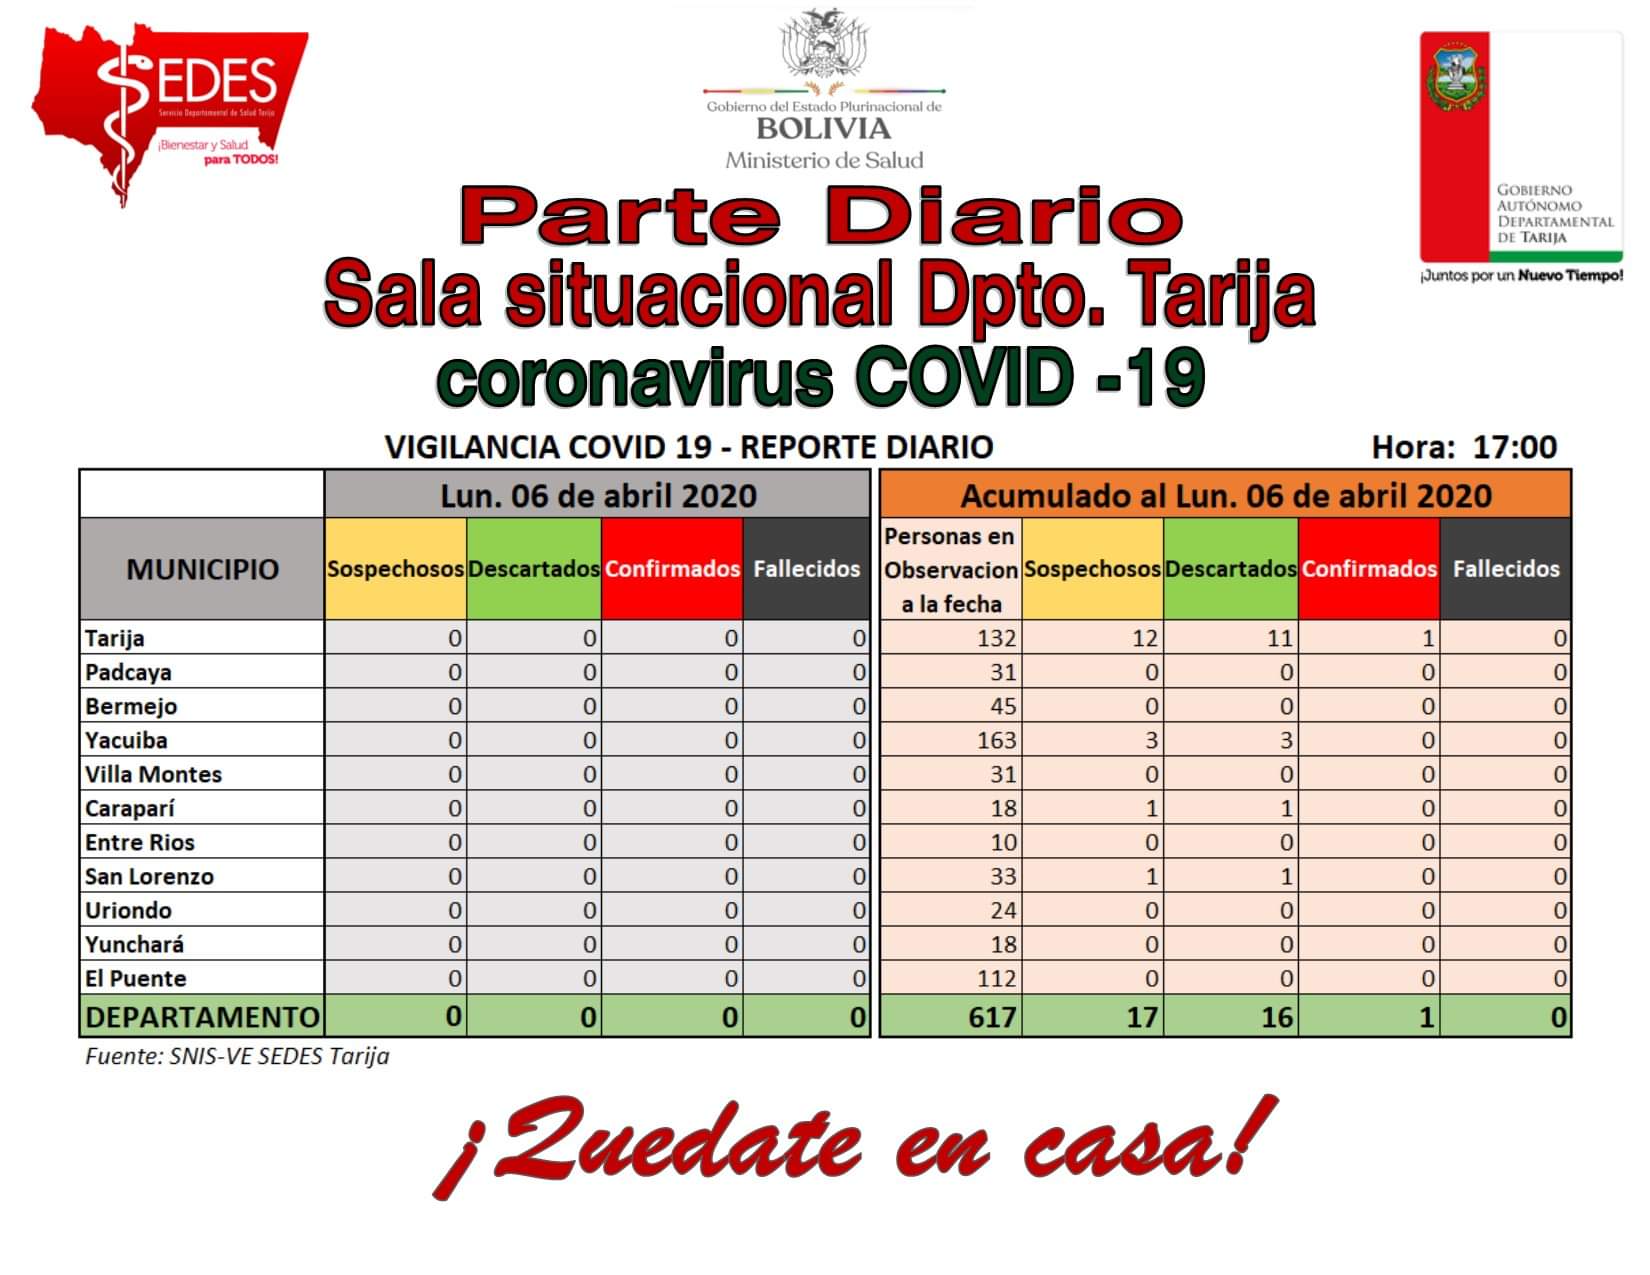 SEDES
Servicio Departamental de Salud Tarija
¡Bienestar y Salud
para TODOS!
Gobierno del Estado Plurinacional de
BOLIVIA
Ministerio de Salud
GOBIERNO
AUTÓNOMO
DEPARTAMENTAL
DE TARIJA
¡Juntos por un Nuevo Tiempo!
Parte Diario
Sala situacional Dpto. Tarija
coronavirus COVID -19
VIGILANCIA COVID 19 - REPORTE DIARIO Hora: 17:00
Lun. 06 de abril 2020 Acumulado al Lun. 06 de abril 2020
MUNICIPIO Sospechosos Descartados Confirmados Fallecidos Personas en Observacion a la fecha Sospechosos Descartados Confirmados Fallecidos
Tarija 0 0 0 0 132 12 11 1 0
Padcaya 0 0 0 0 31 0 0 0 0
Bermejo 0 0 0 0 45 0 0 0 0
Yacuiba 0 0 0 0 163 3 3 0 0
Villa Montes 0 0 0 0 31 0 0 0 0
Caraparí 0 0 0 0 18 1 1 0 0
Entre Rios 0 0 0 0 10 0 0 0 0
San Lorenzo 0 0 0 0 33 1 1 0 0
Uriondo 0 0 0 0 24 0 0 0 0
Yunchará 0 0 0 0 18 0 0 0 0
El Puente 0 0 0 0 112 0 0 0 0
DEPARTAMENTO 0 0 0 0 617 17 16 1 0
Fuente: SNIS-VE SEDES Tarija
¡Quedate en casa!